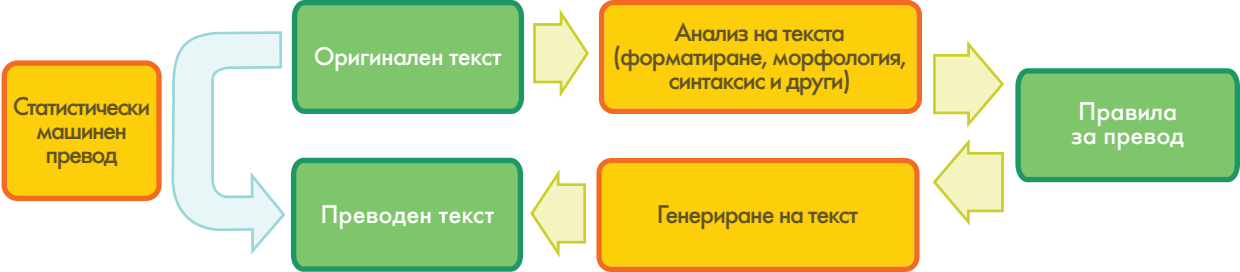 Статистически
машинен
превод
Оригинален текст
Анализ на текста
(форматиране, морфология,
синтаксис и други)
Правила
за превод
Преводен текст
Генериране на текст